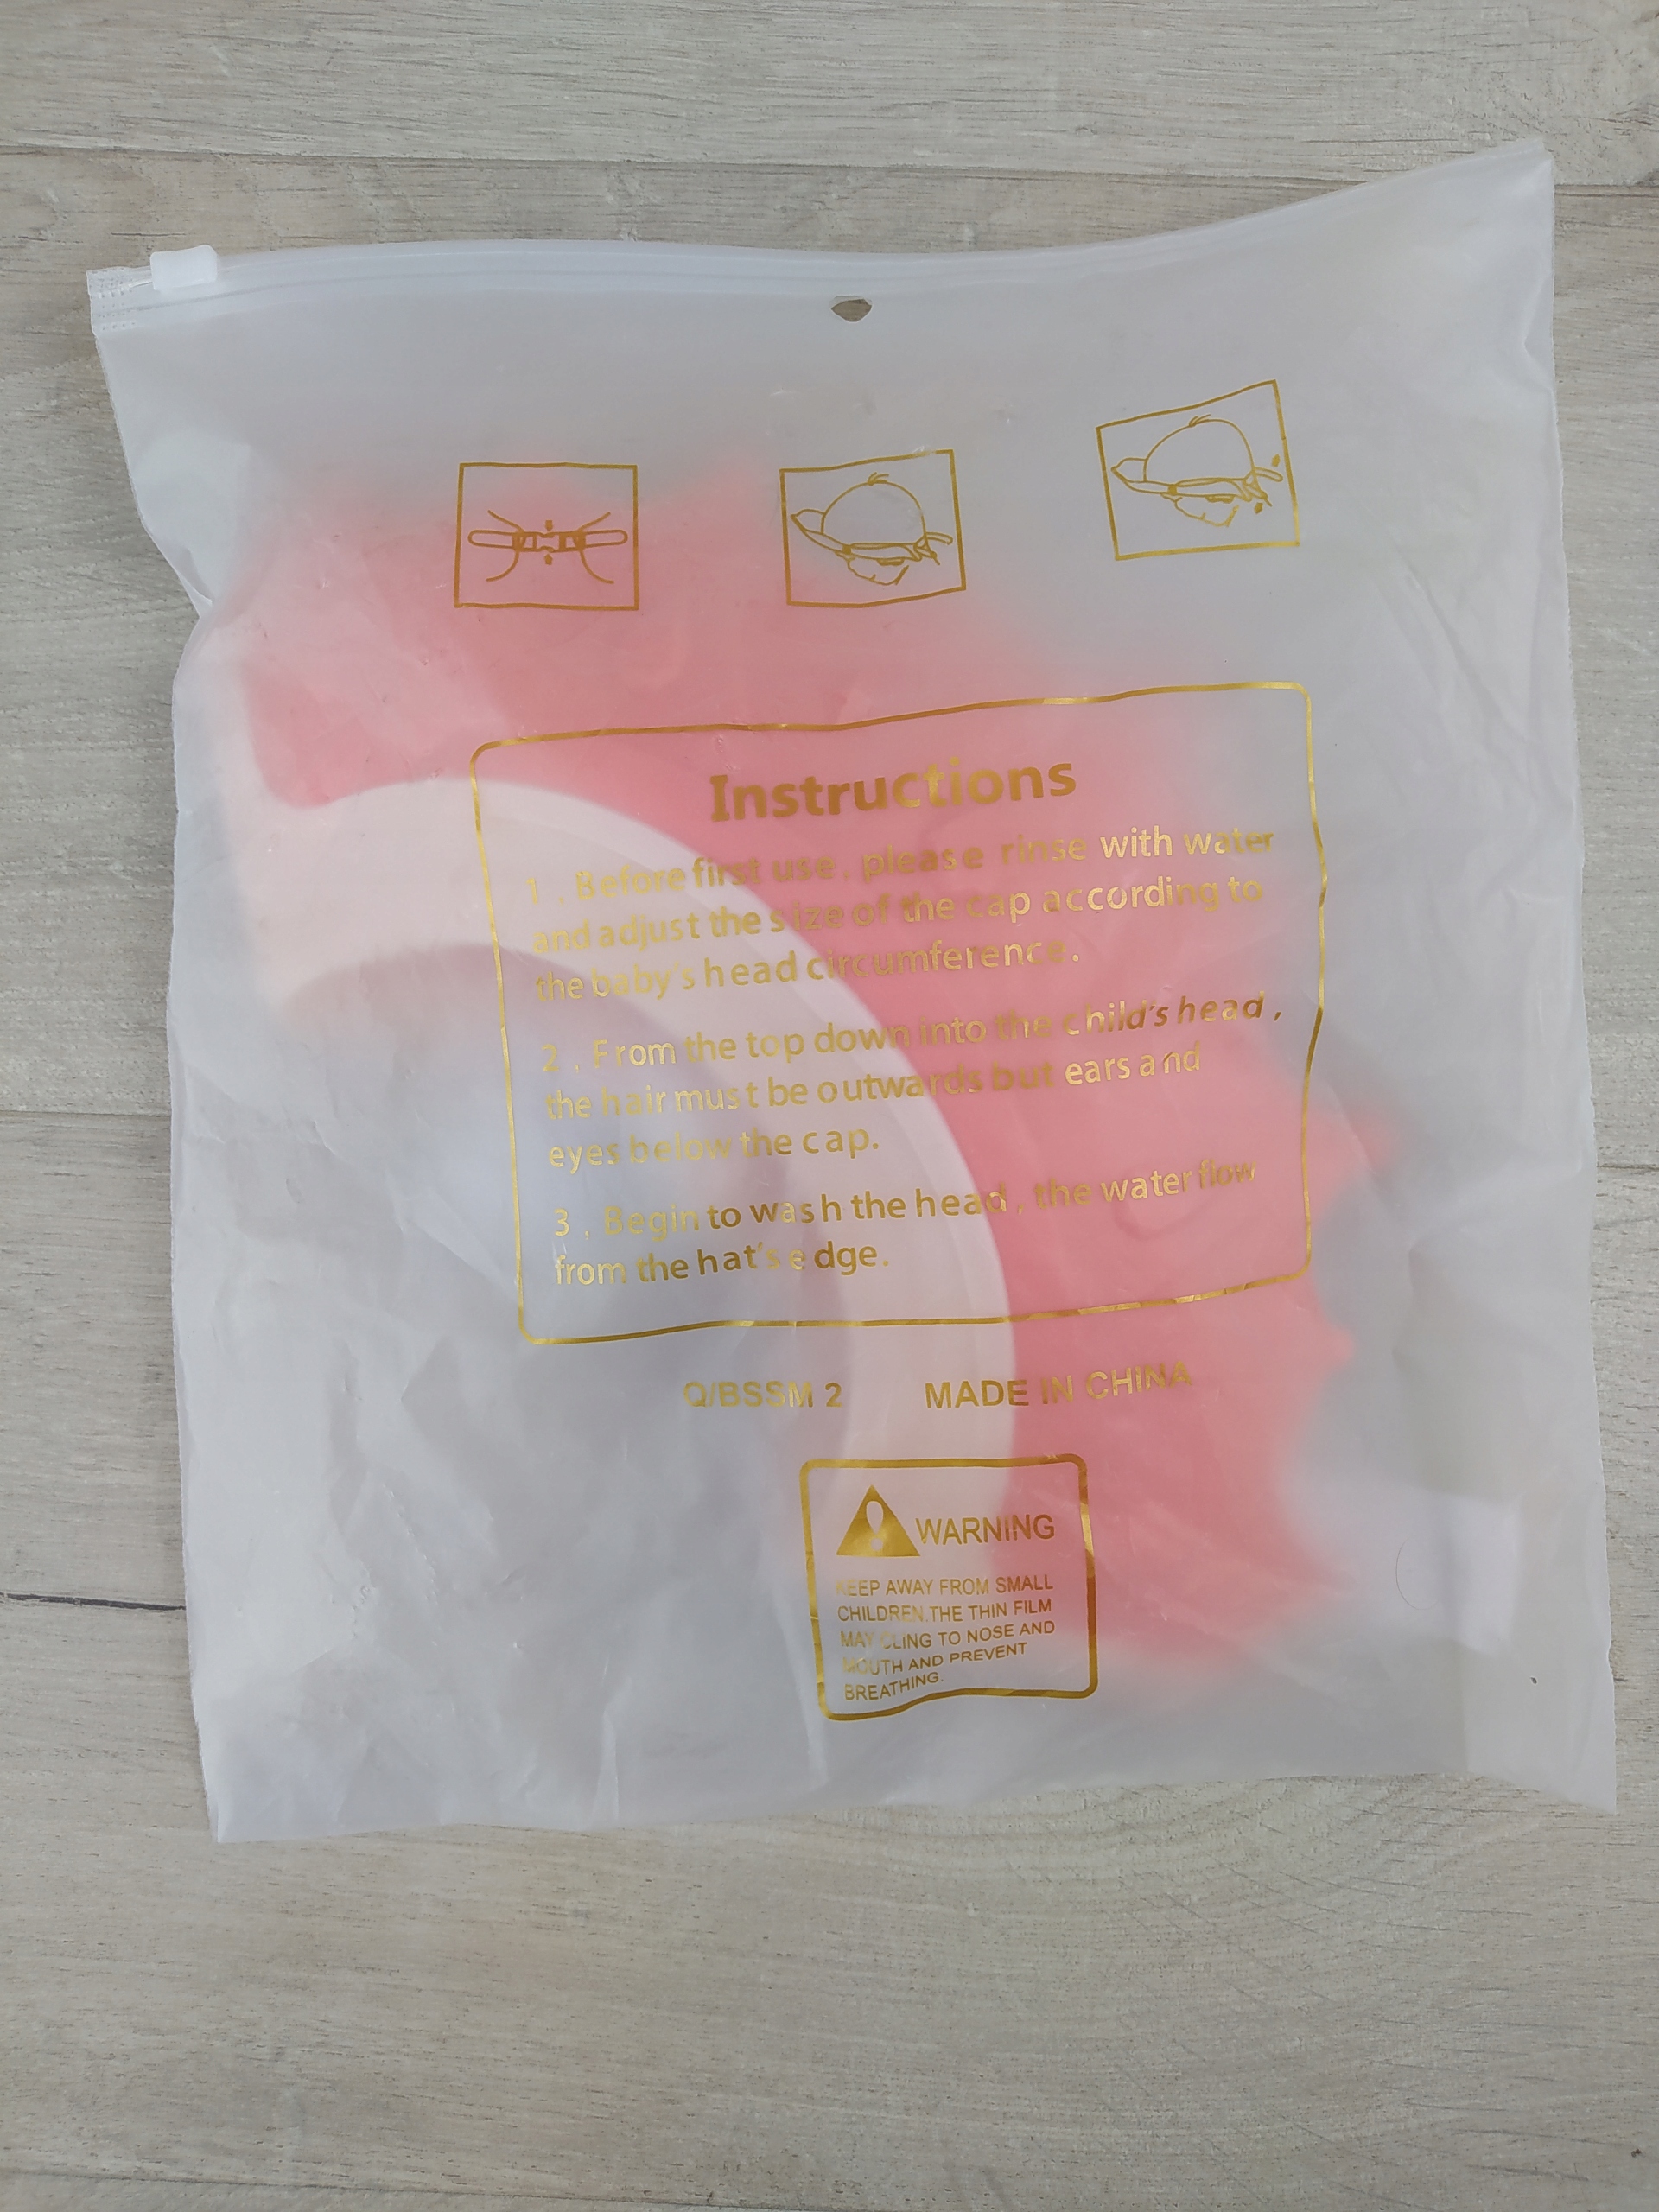 Instructions
1 . Before first use . please rinse with water
and adjust the size of the cap according to
the baby's head circumference.
2 . From the top down into the child's head ,
the hair must be outwards but ears and
eyes below the cap.
3 . Begin to wash the head , the water flow
from the hat's edge.
Q/BSSM 2 MADE IN CHINA
WARNING
KEEP AWAY FROM SMALL
CHILDREN.THE THIN FILM
MAY CLING TO NOSE AND
MOUTH AND PREVENT
BREATHING.